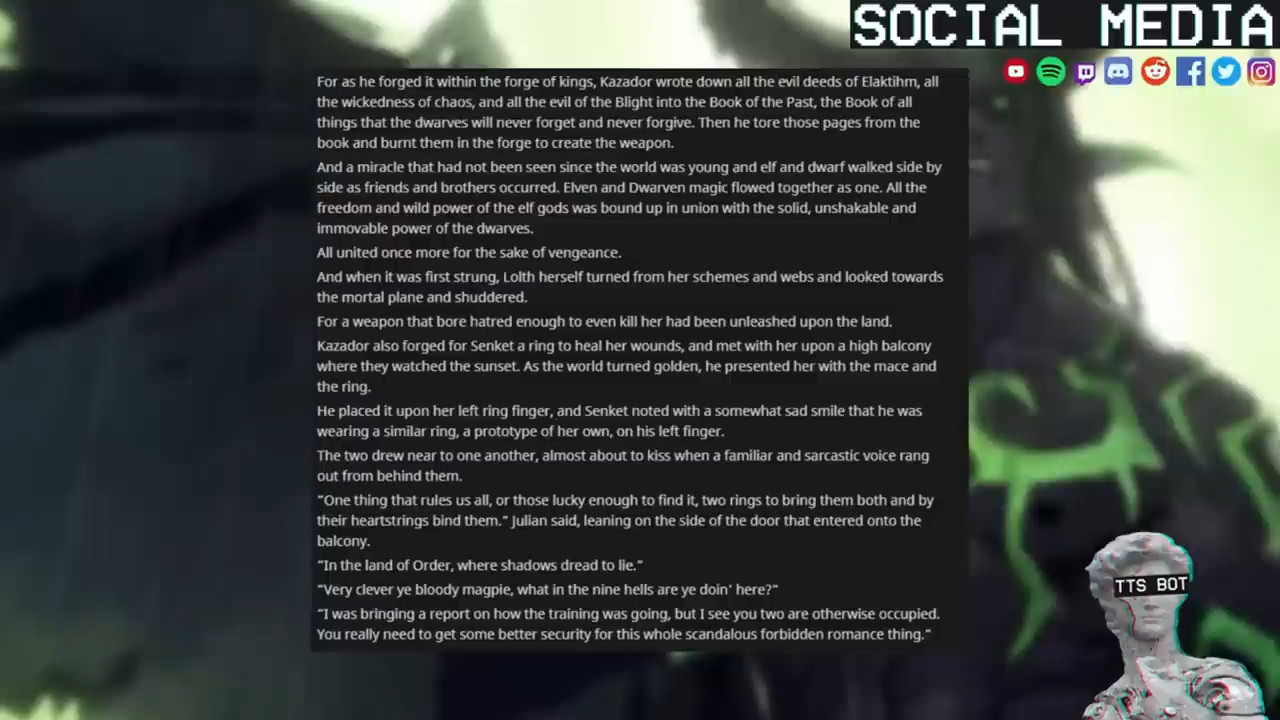 SOCIAL MEDIA
For as he forged it within the forge of kings, Kazador wrote down all the evil deeds of Elaktihm, all
the wickedness of chaos, and all the evil of the Blight into the Book of the Past, the Book of all
things that the dwarves will never forget and never forgive. Then he tore those pages from the
book and burnt them in the forge to create the weapon.
And a miracle that had not been seen since the world was young and elf and dwarf walked side by
side as friends and brothers occurred. Elven and Dwarven magic flowed together as one. All the
freedom and wild power of the elf gods was bound up in union with the solid, unshakable and
immovable power of the dwarves.
All united once more for the sake of vengeance.
And when it was first strung, Lolth herself turned from her schemes and webs and looked towards
the mortal plane and shuddered.
For a weapon that bore hatred enough to even kill her had been unleashed upon the land.
Kazador also forged for Senket a ring to heal her wounds, and met with her upon a high balcony
where they watched the sunset. As the world turned golden, he presented her with the mace and
the ring.
He placed it upon her left ring finger, and Senket noted with a somewhat sad smile that he was
wearing a similar ring, a prototype of her own, on his left finger.
The two drew near to one another, almost about to kiss when a familiar and sarcastic voice rang
out from behind them.
“One thing that rules us all, or those lucky enough to find it, two rings to bring them both and by
their heartstrings bind them.” Julian said, leaning on the side of the door that entered onto the
balcony.
“In the land of Order, where shadows dread to lie.”
“Very clever ye bloody magpie, what in the nine hells are ye doin’ here?”
“I was bringing a report on how the training was going, but I see you two are otherwise occupied.
You really need to get some better security for this whole scandalous forbidden romance thing.”
TTS BOT